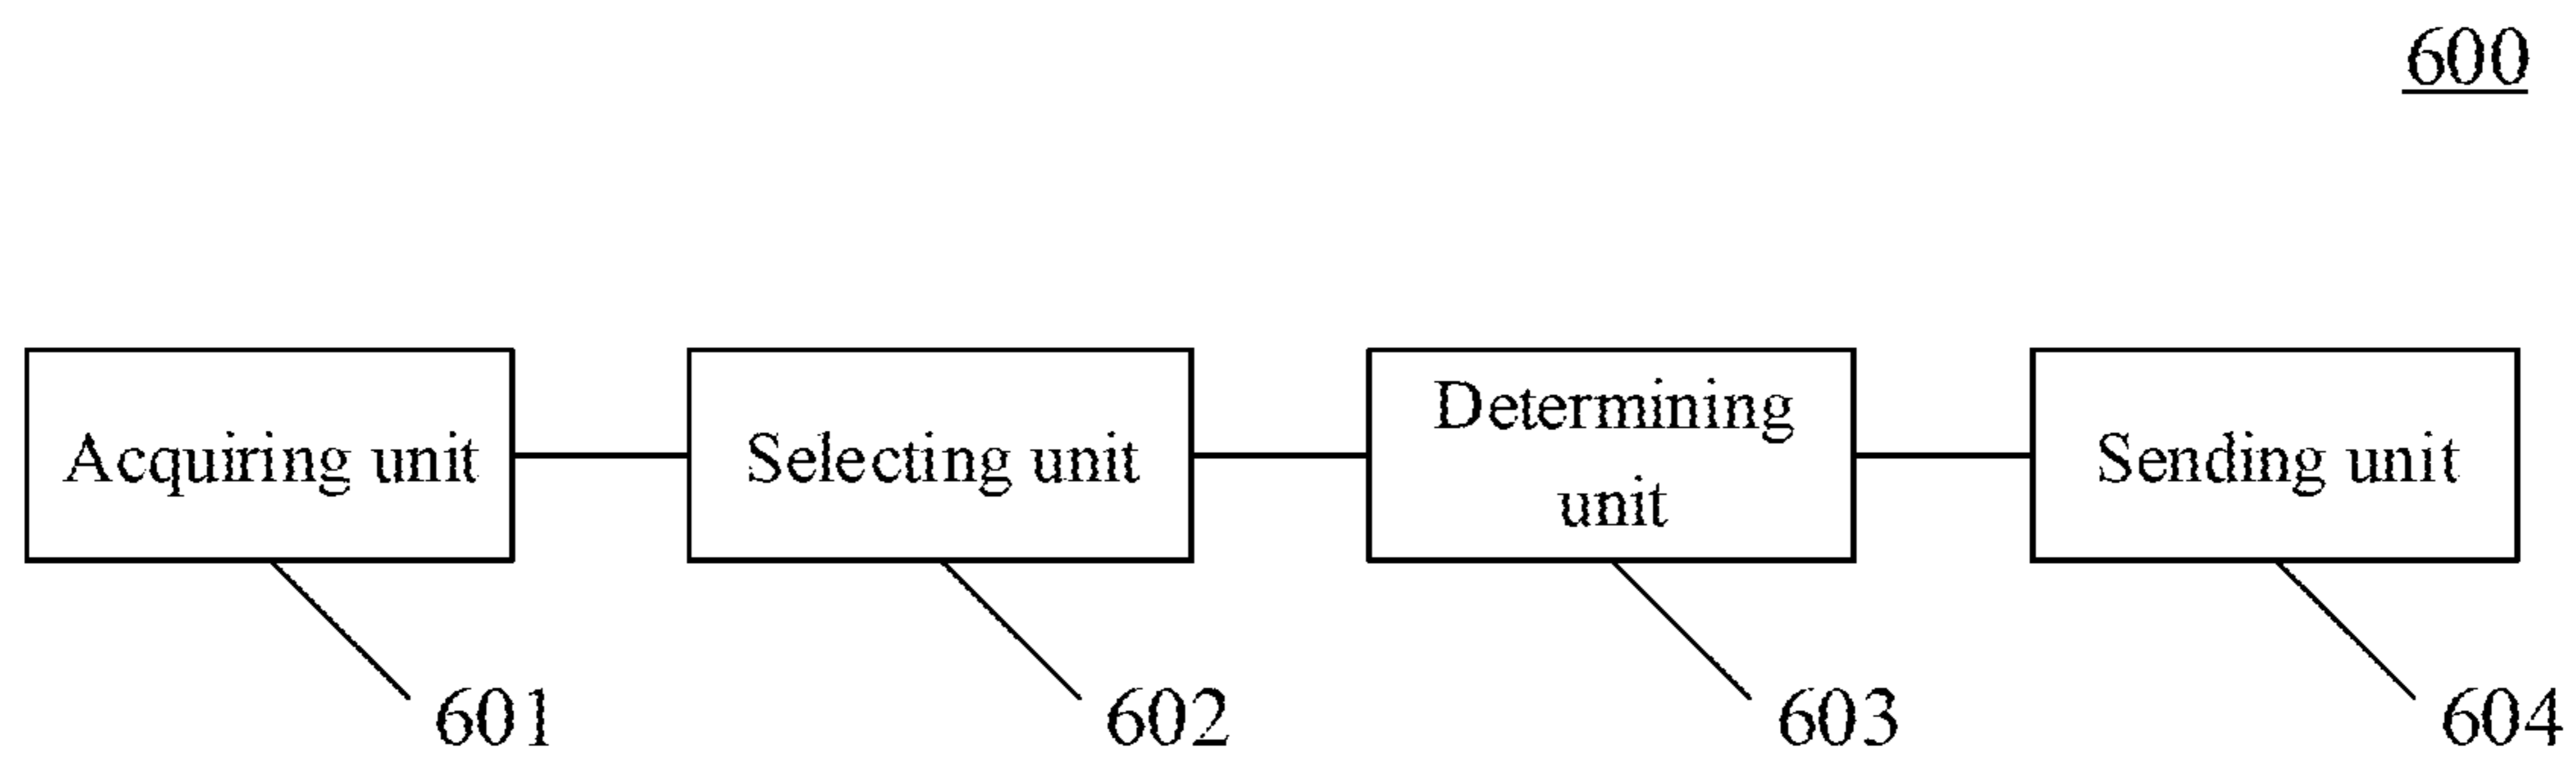 600
Acquiring unit
Selecting unit
Determining
unit
Sending unit
601
602
603
604